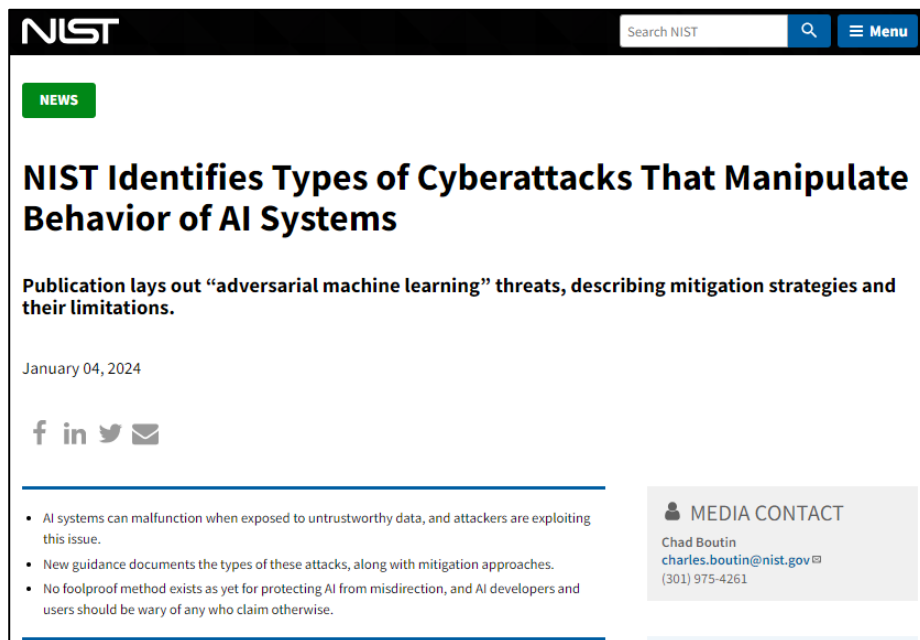 NIST
Search NIST
Menu
NEWS
NIST Identifies Types of Cyberattacks That Manipulate
Behavior of AI Systems
Publication lays out “adversarial machine learning” threats, describing mitigation strategies and
their limitations.
January 04, 2024
AI systems can malfunction when exposed to untrustworthy data, and attackers are exploiting
this issue.
New guidance documents the types of these attacks, along with mitigation approaches.
No foolproof method exists as yet for protecting AI from misdirection, and AI developers and
users should be wary of any who claim otherwise.
MEDIA CONTACT
Chad Boutin
charles.boutin@nist.gov
(301) 975-4261